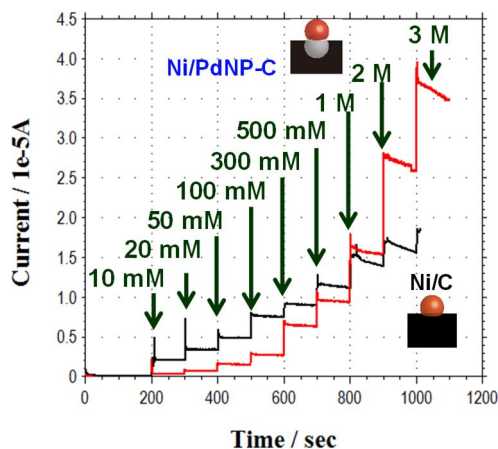 4.5
4.0
3.5
3.0
2.5
2.0
1.5
1.0
0.5
0
Current / 1e-5A
Ni/PdNP-C
3 M
2 M
1 M
500 mM
300 mM
100 mM
50 mM
20 mM
10 mM
Ni/C
0 200 400 600 800 1000 1200
Time / sec